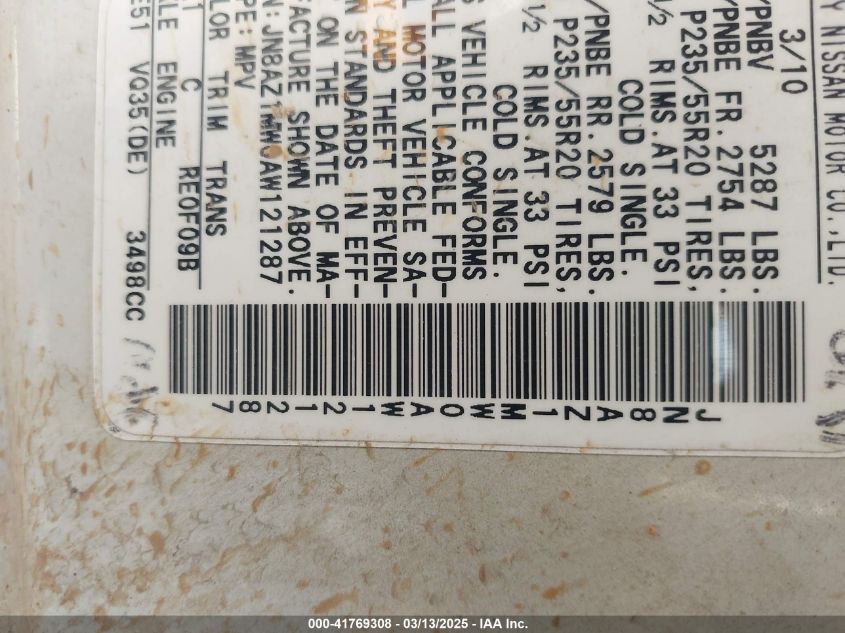 Y NISSAN MOTOR CO.,LTD.
3/10
/PNBV 5287 LBS.
/PNBE FR. 2754 LBS.
P235/55R20 TIRES,
1/2 RIMS.AT 33 PSI
COLD SINGLE.
/PNBE RR. 2579 LBS.
P235/55R20 TIRES,
1/2 RIMS.AT 33 PSI
COLD SINGLE.
S VEHICLE CONFORMS
ALL APPLICABLE FED-
L MOTOR VEHICLE SA-
Y AND THEFT PREVEN-
N STANDARDS IN EFF-
ON THE DATE OF MA-
FACTURE SHOWN ABOVE.
N:JN8AZ1MW0AW121287
PE:MPV
LOR TRIM TRANS
C RE0F09B
LE ENGINE
E51 VQ35(DE) 3498CC
JN8AZ1MW0AW121287
000-41769308 - 03/13/2025 - IAA Inc.